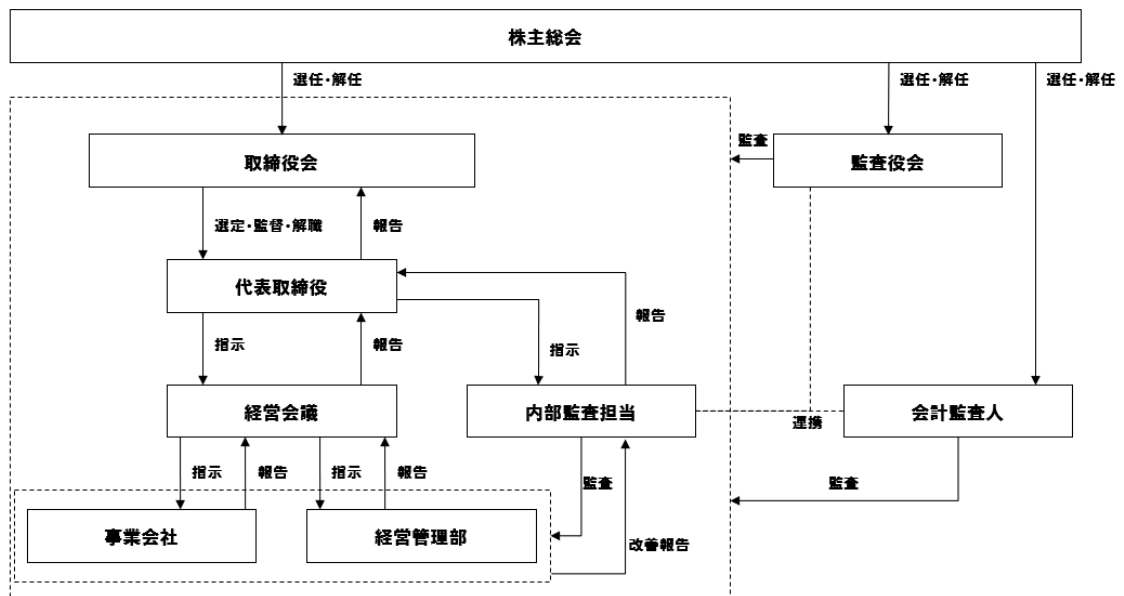 株主総会
選任・解任
選任・解任
選任・解任
取締役会
監査
監査役会
選定・監督・解職
報告
代表取締役
報告
指示
報告
指示
経営会議
内部監査担当
連携
会計監査人
指示
報告
指示
報告
監査
監査
事業会社
経営管理部
改善報告